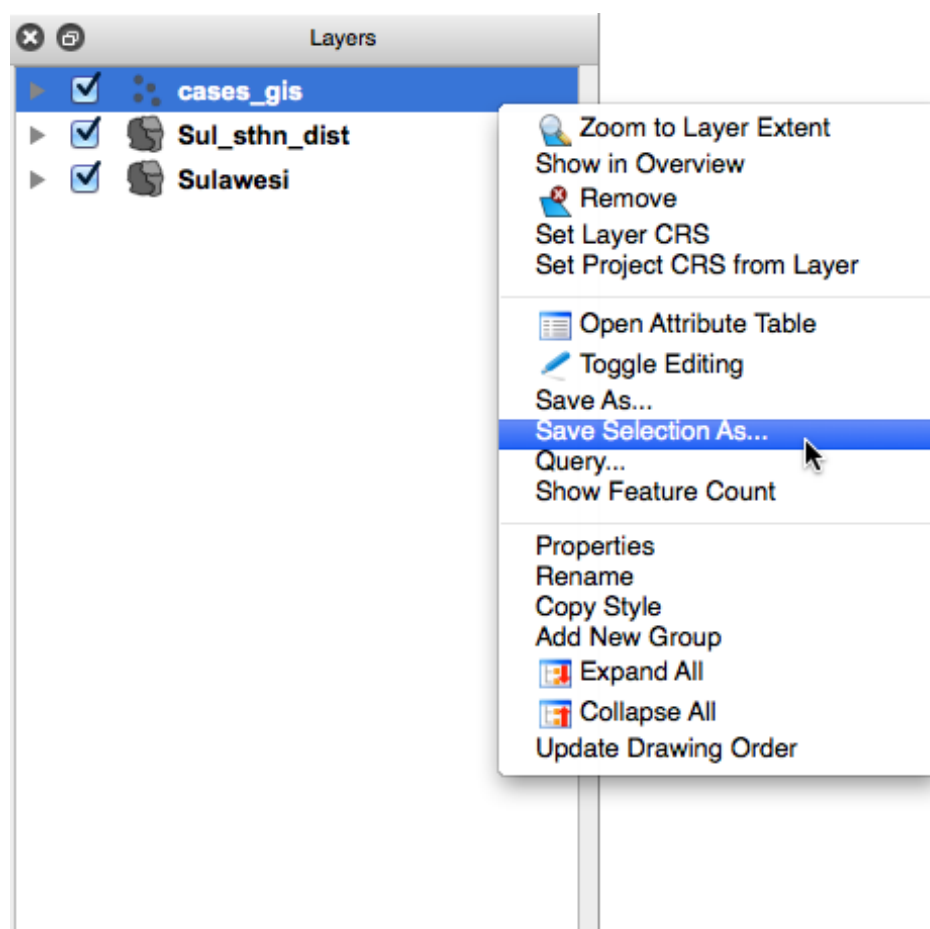 Layers
cases_gis
Sul_sthn_dist
Sulawesi
Zoom to Layer Extent
Show in Overview
Remove
Set Layer CRS
Set Project CRS from Layer
Open Attribute Table
Toggle Editing
Save As...
Save Selection As...
Query...
Show Feature Count
Properties
Rename
Copy Style
Add New Group
Expand All
Collapse All
Update Drawing Order